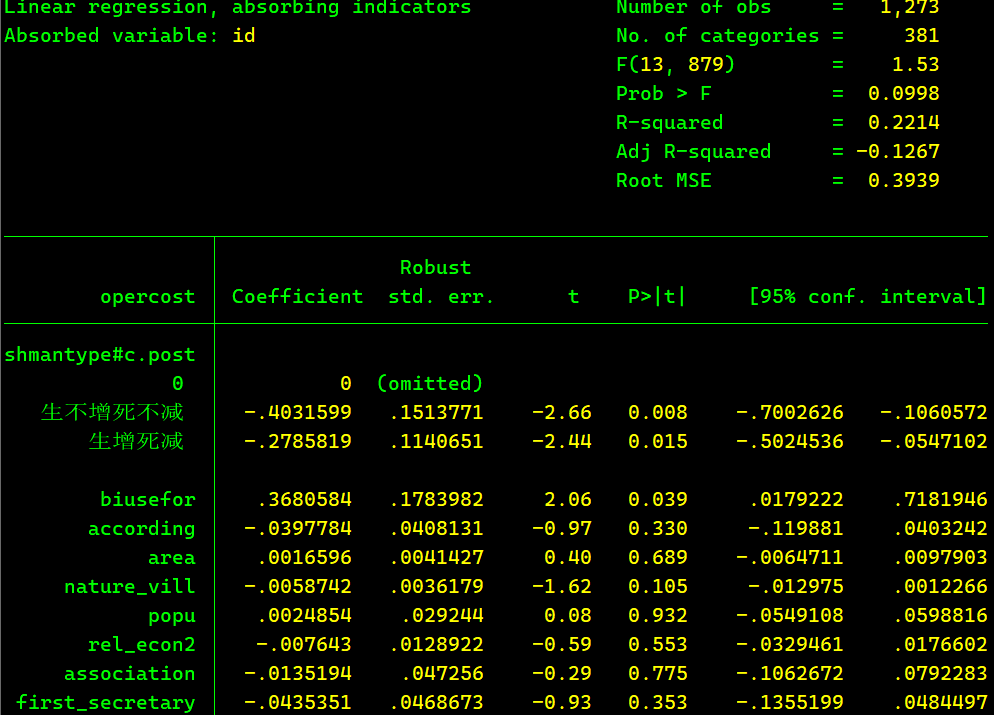 Linear regression, absorbing indicators Number of obs = 1,273
Absorbed variable: id No. of categories = 381
F(13, 879) = 1.53
Prob > F = 0.0998
R-squared = 0.2214
Adj R-squared = -0.1267
Root MSE = 0.3939
Robust
opercost Coefficient std. err. t P>|t| [95% conf. interval]
shmantype#c.post
0 0 (omitted)
生不增死不减 -.4031599 .1513771 -2.66 0.008 -.7002626 -.1060572
生增死减 -.2785819 .1140651 -2.44 0.015 -.5024536 -.0547102
biusefor .3680584 .1783982 2.06 0.039 .0179222 .7181946
according -.0397784 .0408131 -0.97 0.330 -.119881 .0403242
area .0016596 .0041427 0.40 0.689 -.0064711 .0097903
nature_vill -.0058742 .0036179 -1.62 0.105 -.012975 .0012266
popu .0024854 .029244 0.08 0.932 -.0549108 .0598816
rel_econ2 -.007643 .0128922 -0.59 0.553 -.0329461 .0176602
association -.0135194 .047256 -0.29 0.775 -.1062672 .0792283
first_secretary -.0435351 .0468673 -0.93 0.353 -.1355199 .0484497